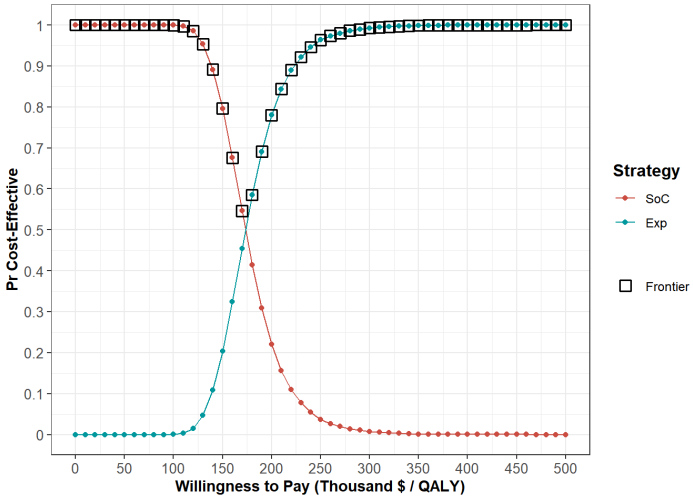 1
0.9
0.8
0.7
0.6
0.5
0.4
0.3
0.2
0.1
0
Pr Cost-Effective
0 50 100 150 200 250 300 350 400 450 500
Willingness to Pay (Thousand $ / QALY)
Strategy
SoC
Exp
Frontier